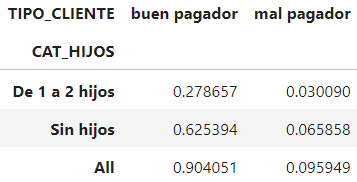 TIPO_CLIENTE buen pagador mal pagador
CAT_HIJOS
De 1 a 2 hijos 0.278657 0.030090
Sin hijos 0.625394 0.065858
All 0.904051 0.095949